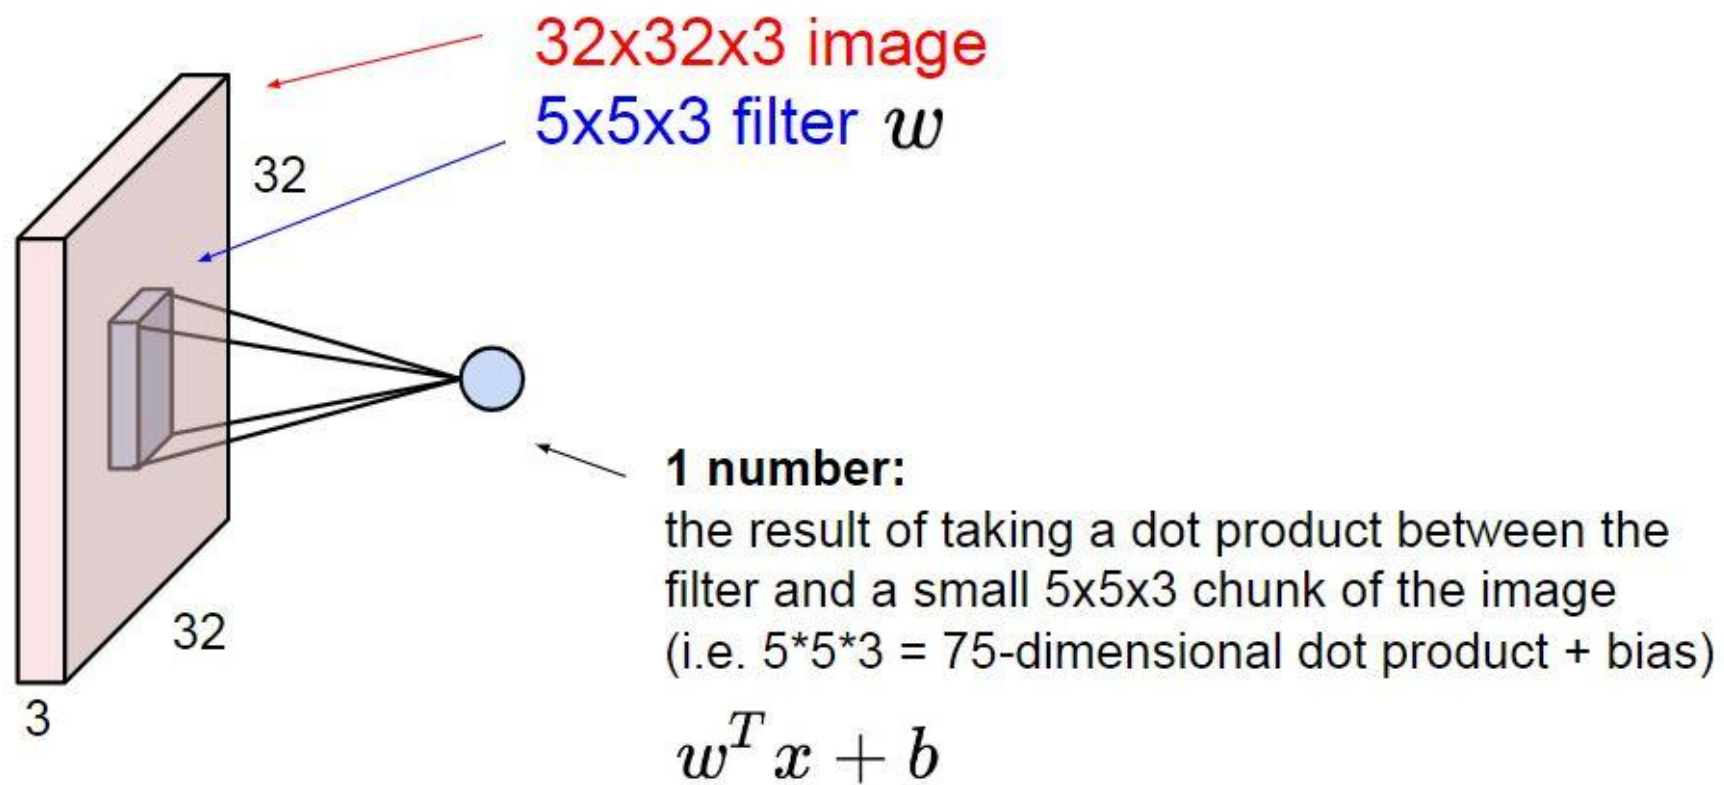 32x32x3 image
5x5x3 filter w
32
32
3
1 number:
the result of taking a dot product between the
filter and a small 5x5x3 chunk of the image
(i.e. 5*5*3 = 75-dimensional dot product + bias)
w^T x + b